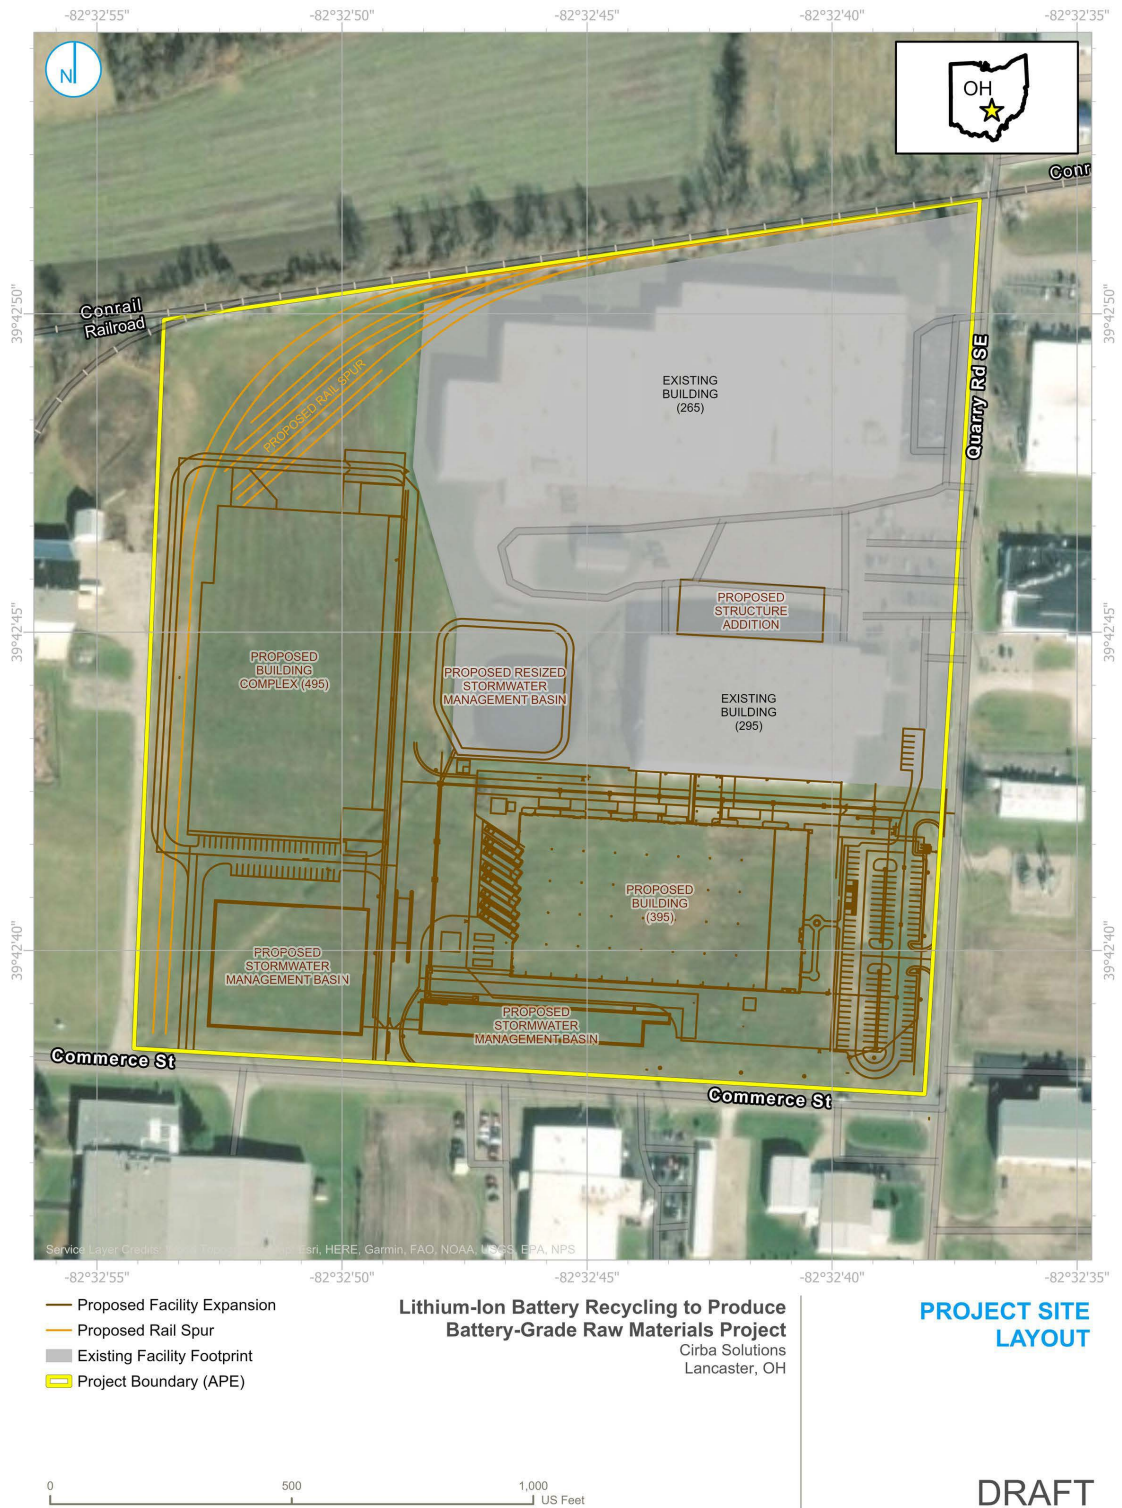 -82°32'55"
-82°32'50"
-82°32'45"
-82°32'40"
-82°32'35"
N
OH
Conr
Conrail
Railroad
39°42'50"
39°42'50"
Quarry Rd SE
PROPOSED RAIL SPUR
EXISTING
BUILDING
(265)
PROPOSED
STRUCTURE
ADDITION
39°42'45"
39°42'45"
PROPOSED
BUILDING
COMPLEX (495)
PROPOSED RESIZED
STORMWATER
MANAGEMENT BASIN
EXISTING
BUILDING
(295)
PROPOSED
BUILDING
(395)
39°42'40"
39°42'40"
PROPOSED
STORMWATER
MANAGEMENT BASIN
PROPOSED
STORMWATER
MANAGEMENT BASIN
Commerce St
Commerce St
Service Layer Credits: Esri, HERE, Garmin, FAO, NOAA, USGS, EPA, NPS
-82°32'55"
-82°32'50"
-82°32'45"
-82°32'40"
-82°32'35"
Proposed Facility Expansion
Proposed Rail Spur
Existing Facility Footprint
Project Boundary (APE)
Lithium-Ion Battery Recycling to Produce
Battery-Grade Raw Materials Project
Cirba Solutions
Lancaster, OH
PROJECT SITE
LAYOUT
0 500 1,000
US Feet
DRAFT